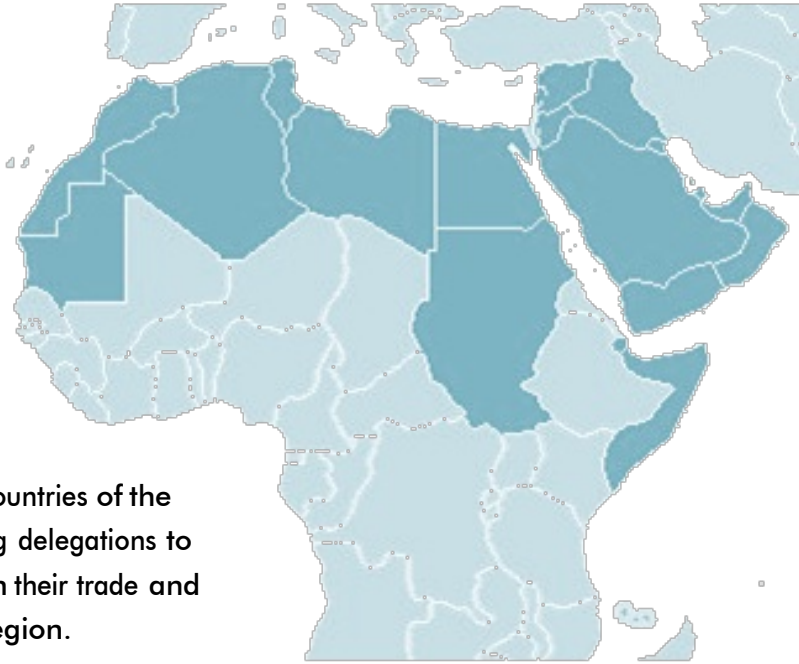 ountries of the
delegations to
their trade and
egion.